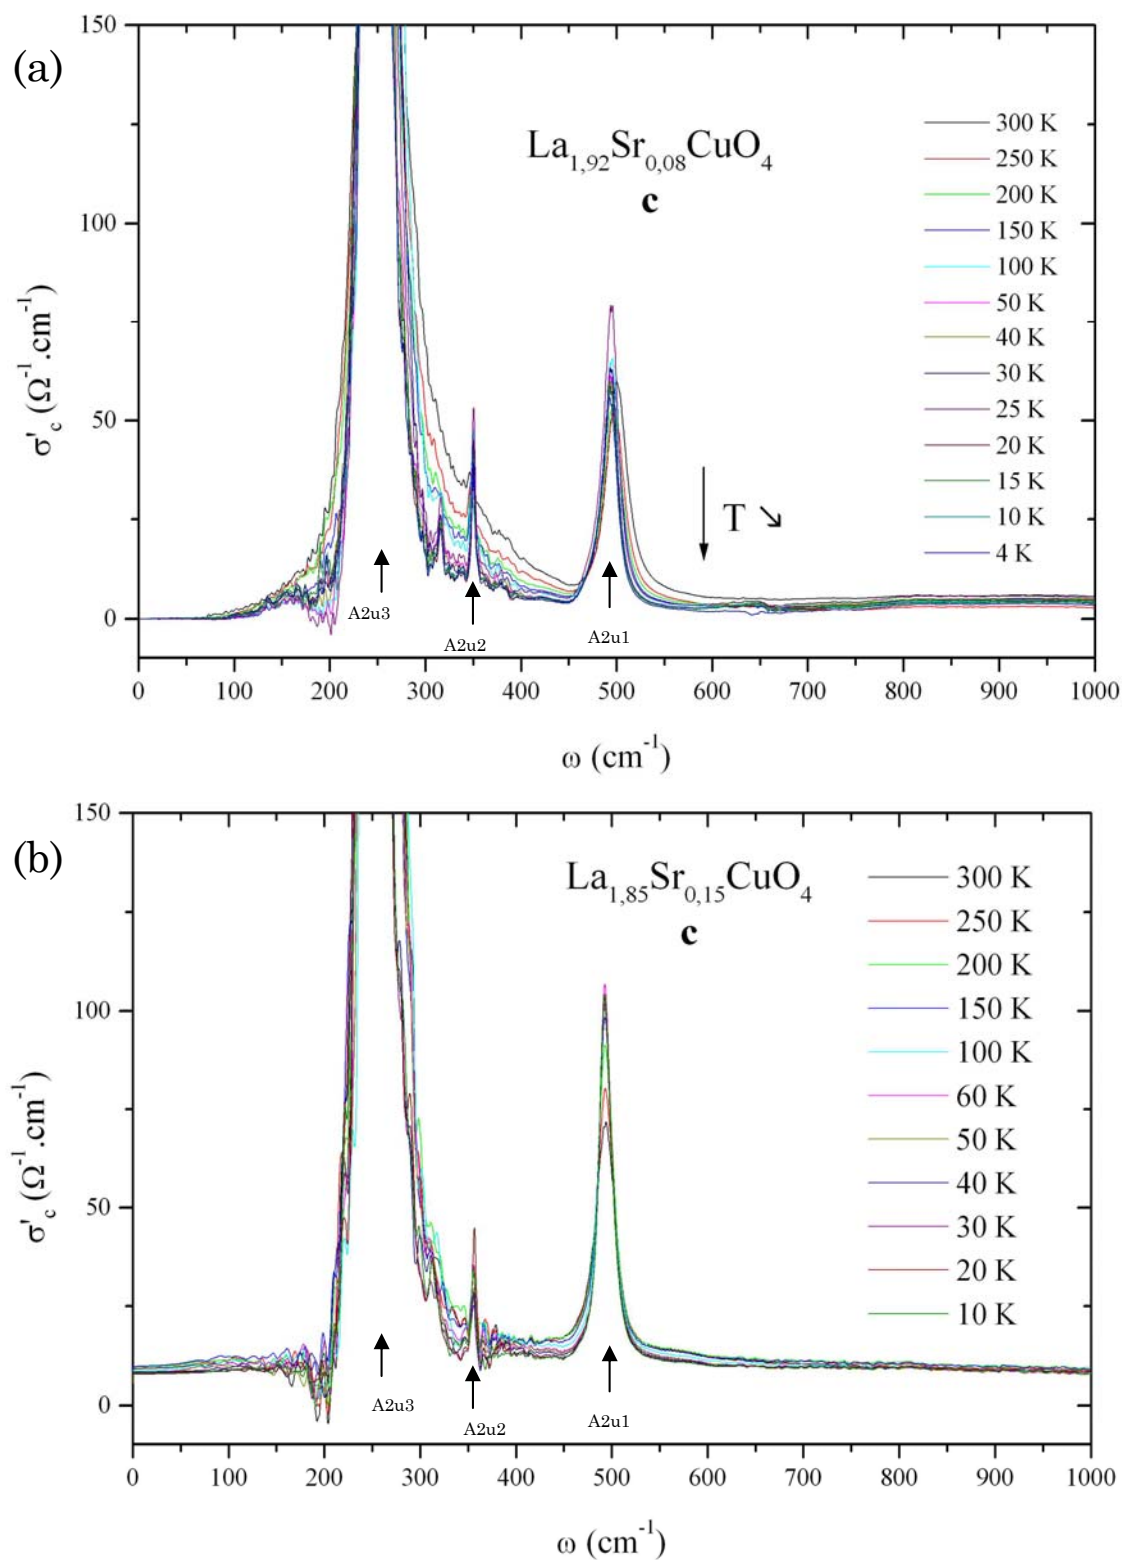 (a)
La1,92Sr0,08CuO4
c
300 K
250 K
200 K
150 K
100 K
50 K
40 K
30 K
25 K
20 K
15 K
10 K
4 K
T ↘
150
100
50
0
σ'c (Ω-1.cm-1)
A2u3
A2u2
A2u1
0 100 200 300 400 500 600 700 800 900 1000
ω (cm-1)
(b)
La1,85Sr0,15CuO4
c
300 K
250 K
200 K
150 K
100 K
60 K
50 K
40 K
30 K
20 K
10 K
150
100
50
0
σ'c (Ω-1.cm-1)
A2u3
A2u2
A2u1
0 100 200 300 400 500 600 700 800 900 1000
ω (cm-1)